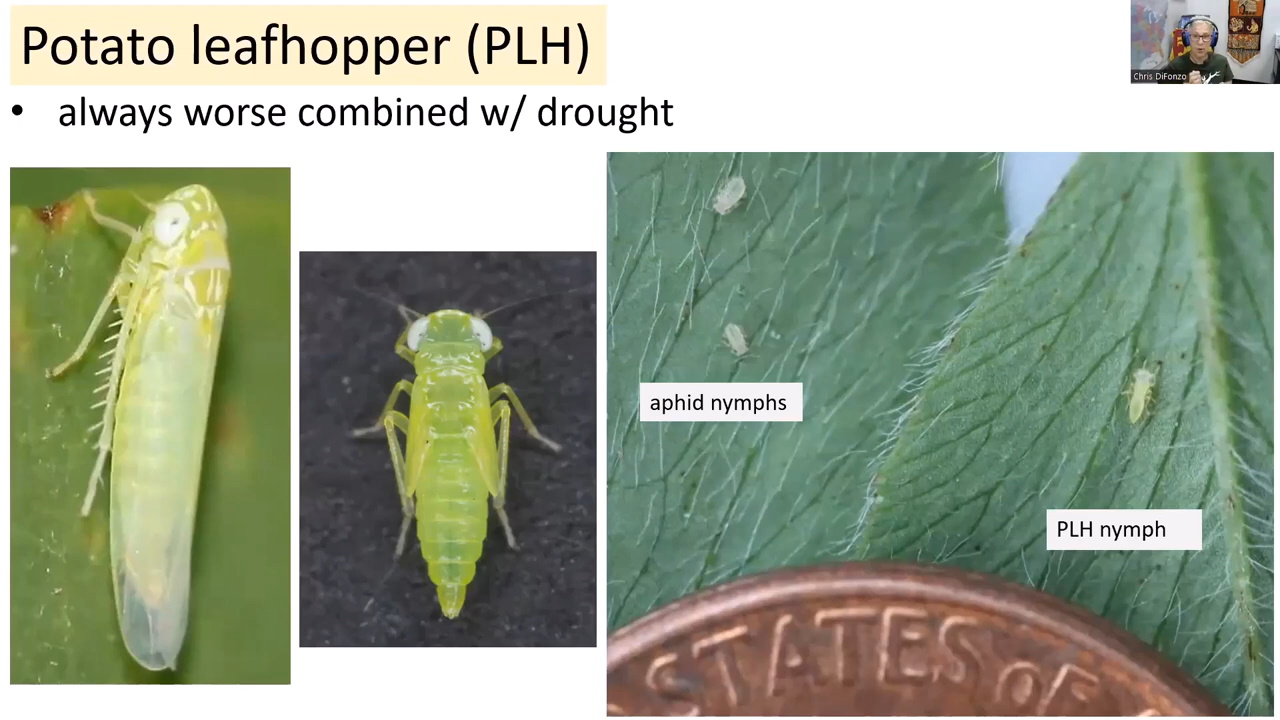 Potato leafhopper (PLH)
Chris DiFonzo
• always worse combined w/ drought
aphid nymphs
PLH nymph
STATES OF